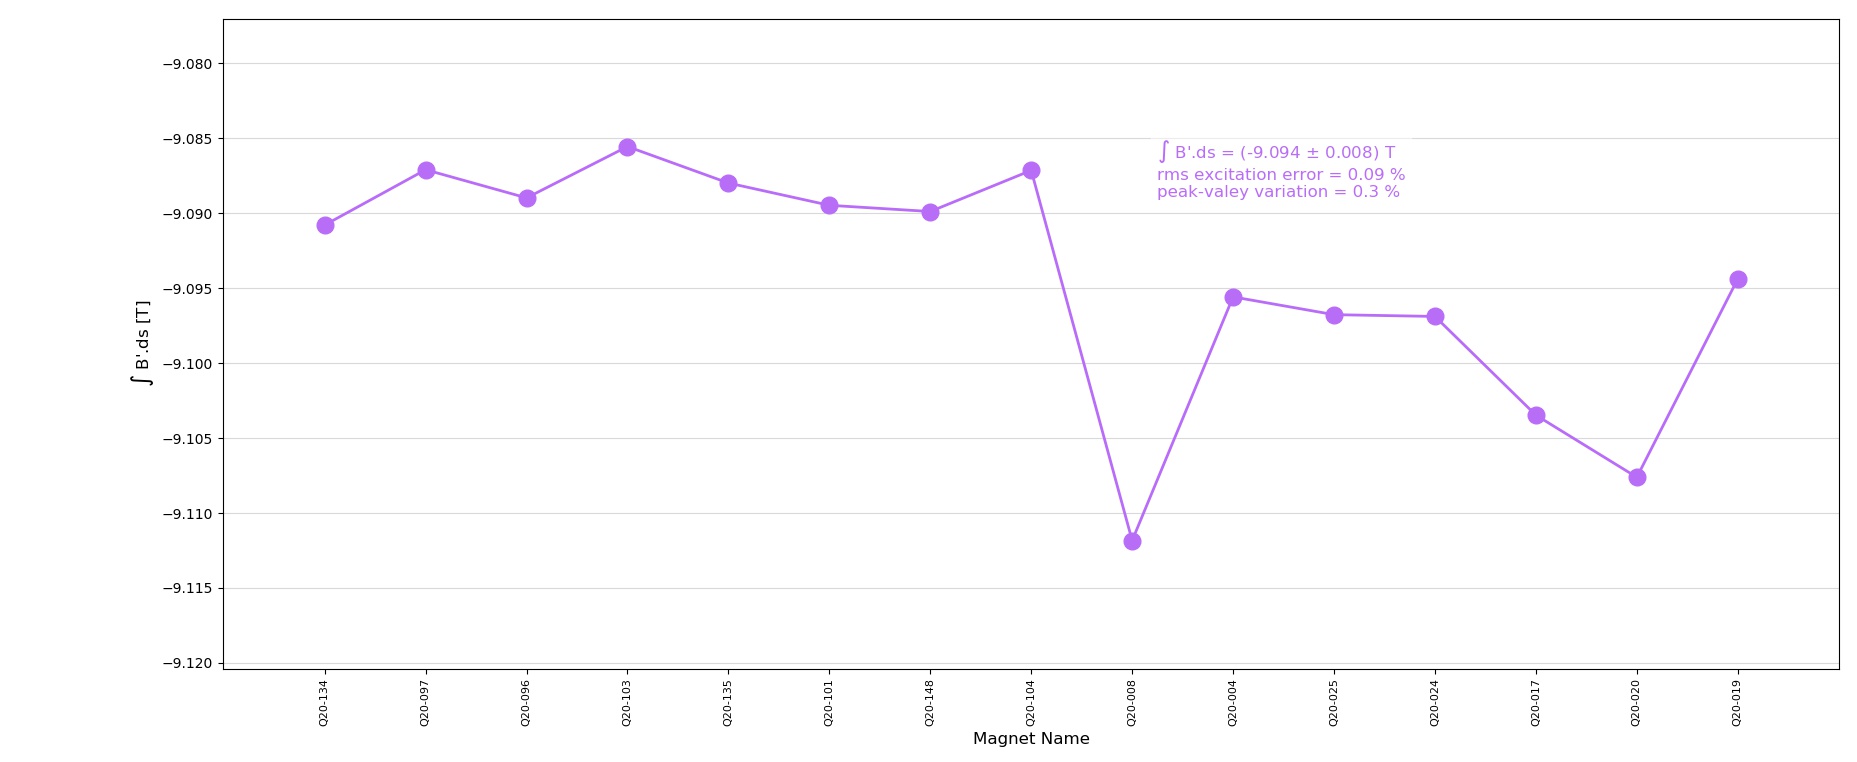 −9.080
−9.085
−9.090
−9.095
−9.100
−9.105
−9.110
−9.115
−9.120
∫ B'.ds [T]
∫ B'.ds = (-9.094 ± 0.008) T
rms excitation error = 0.09 %
peak-valey variation = 0.3 %
Q20-134
Q20-097
Q20-096
Q20-103
Q20-135
Q20-101
Q20-148
Q20-104
Q20-008
Q20-004
Q20-025
Q20-024
Q20-017
Q20-020
Q20-019
Magnet Name